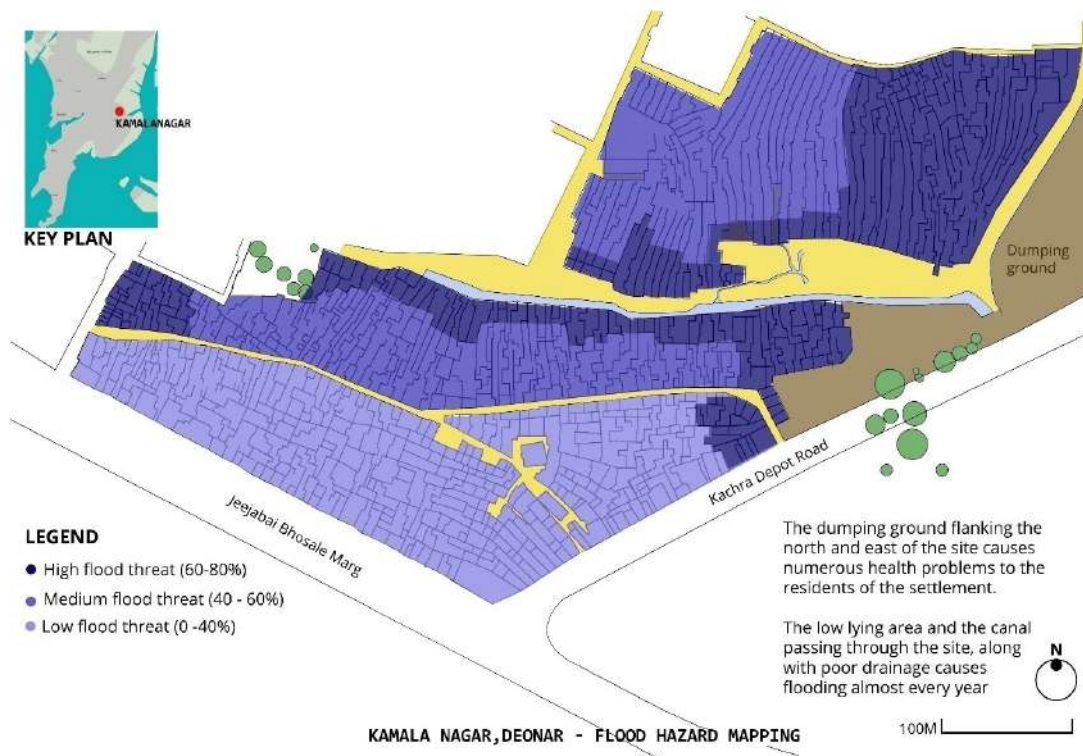 KAMALANAGAR
KEY PLAN
Dumping
ground
Kachra Depot Road
Jeejabai Bhosale Marg
LEGEND
High flood threat (60-80%)
Medium flood threat (40 - 60%)
Low flood threat (0 -40%)
The dumping ground flanking the
north and east of the site causes
numerous health problems to the
residents of the settlement.
The low lying area and the canal
passing through the site, along
with poor drainage causes
flooding almost every year
N
100M
KAMALA NAGAR,DEONAR - FLOOD HAZARD MAPPING